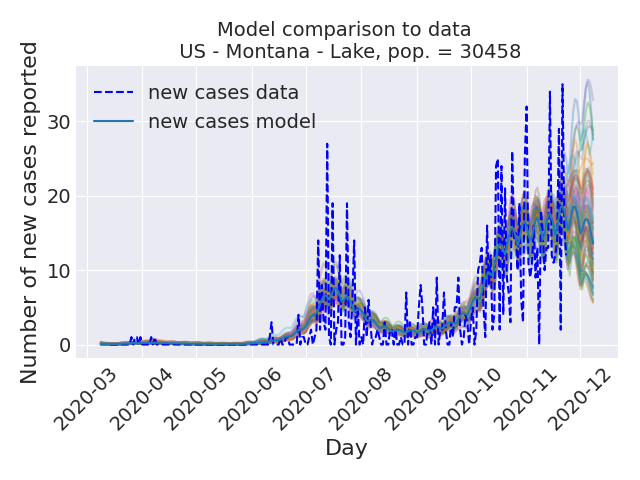 Model comparison to data
US - Montana - Lake, pop. = 30458
new cases data
new cases model
Number of new cases reported
30
20
10
0
2020-03
2020-04
2020-05
2020-06
2020-07
2020-08
2020-09
2020-10
2020-11
2020-12
Day